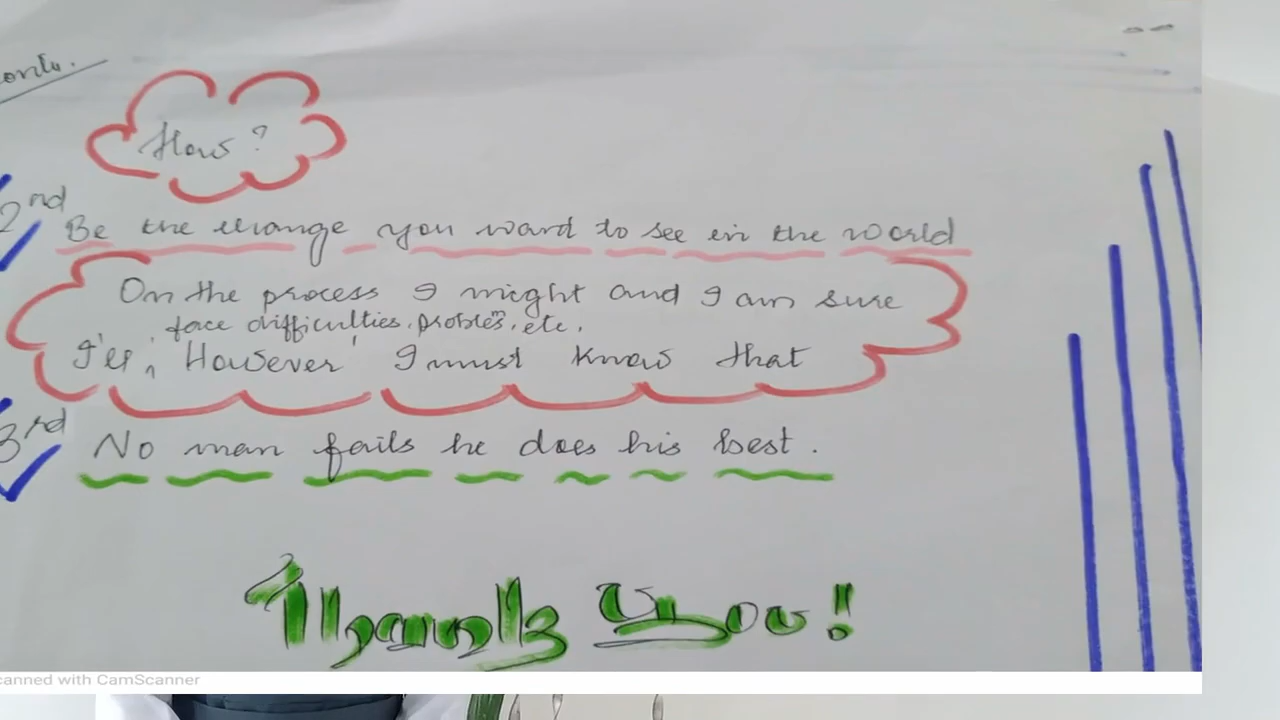 How?
2nd Be the change you want to see in the world
On the process I might and I am sure
face difficulties, problems, etc.
I'll, However' I must know that
3rd No man fails he does his best.
Thank you!
canned with CamScanner